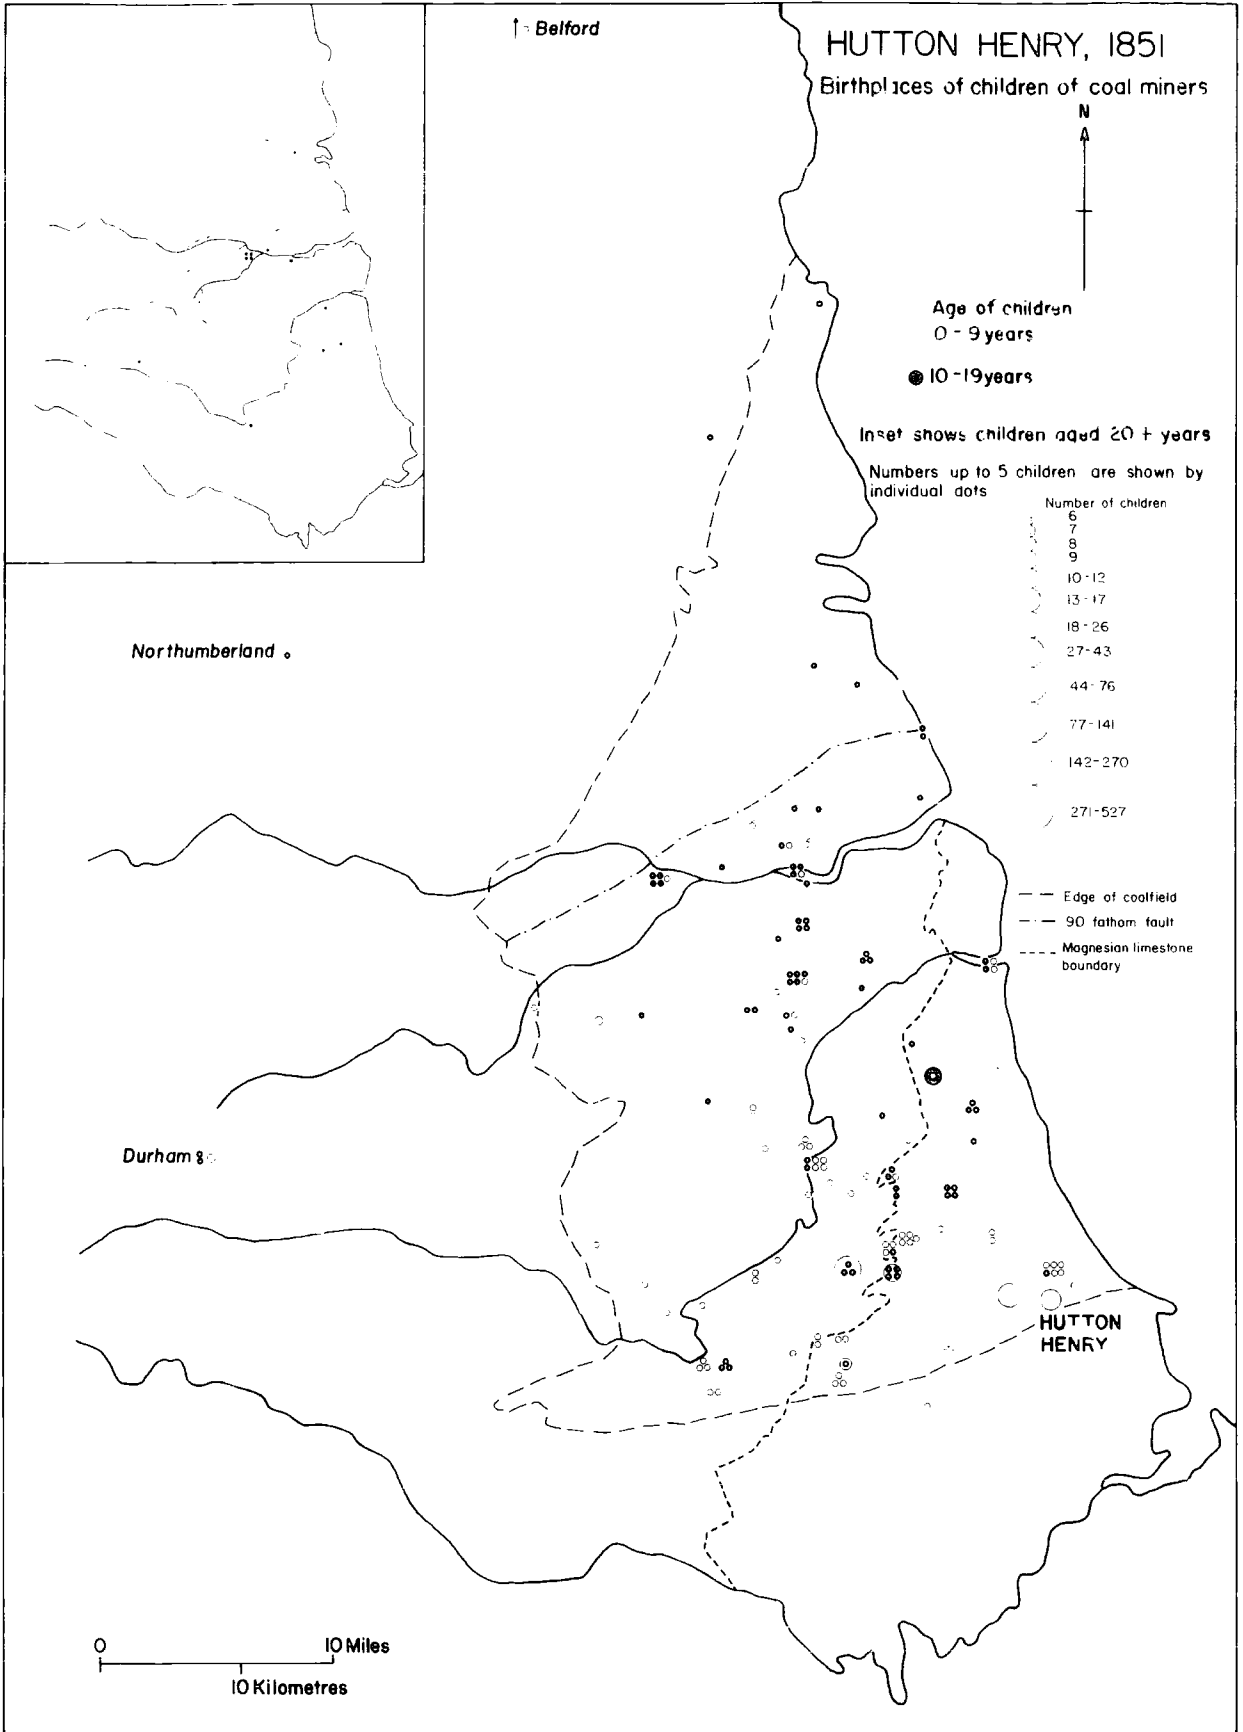 Belford
HUTTON HENRY, 1851
Birthplaces of children of coal miners
N
Age of children
0-9 years
10-19 years
Inset shows children aged 20 + years
Numbers up to 5 children are shown by
individual dots
Number of children
6
7
8
9
10-12
13-17
18-26
27-43
44-76
77-141
142-270
271-527
Northumberland
Edge of coalfield
90 fathom fault
Magnesian limestone
boundary
Durham
HUTTON
HENRY
0 10 Miles
10 Kilometres